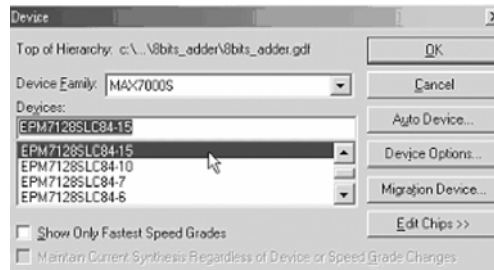 Device
Top of Hierarchy: c:\...\8bits_adder\8bits_adder.gdf
OK
Device Family: MAX7000S
Cancel
Devices:
EPM7128SLC84-15
Auto Device...
EPM7128SLC84-15
EPM7128SLC84-10
EPM7128SLC84-7
EPM7128SLC84-6
Device Options...
Migration Device...
Edit Chips >>
Show Only Fastest Speed Grades
Maintain Current Synthesis Regardless of Device or Speed Grade Changes